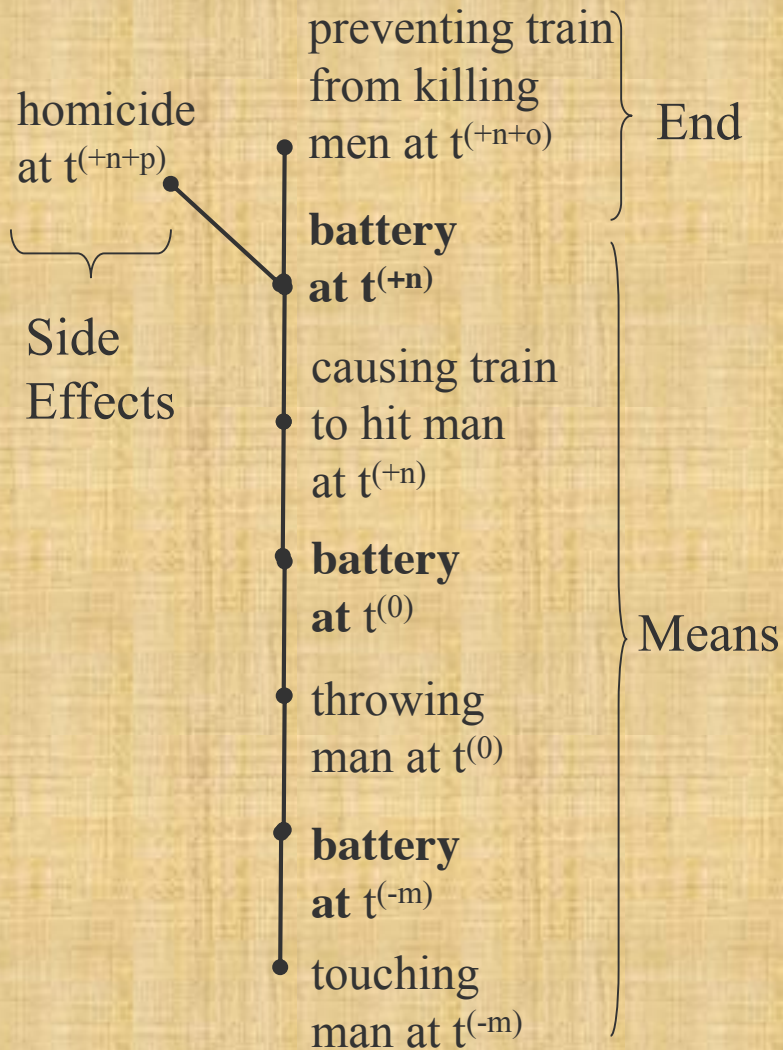 preventing train
from killing
men at t(+n+o)
End
homicide
at t(+n+p)
Side
Effects
battery
at t(+n)
causing train
to hit man
at t(+n)
battery
at t(0)
Means
throwing
man at t(0)
battery
at t(-m)
touching
man at t(-m)